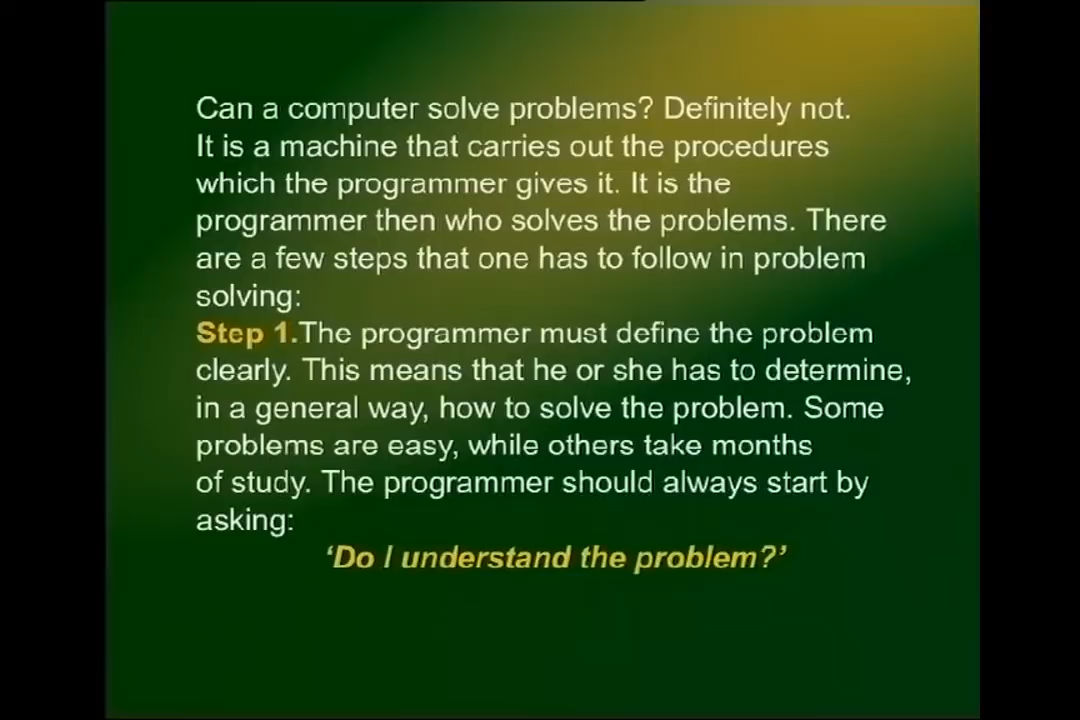 Can a computer solve problems? Definitely not.
It is a machine that carries out the procedures
which the programmer gives it. It is the
programmer then who solves the problems. There
are a few steps that one has to follow in problem
solving:
Step 1.The programmer must define the problem
clearly. This means that he or she has to determine,
in a general way, how to solve the problem. Some
problems are easy, while others take months
of study. The programmer should always start by
asking:
‘Do I understand the problem?’